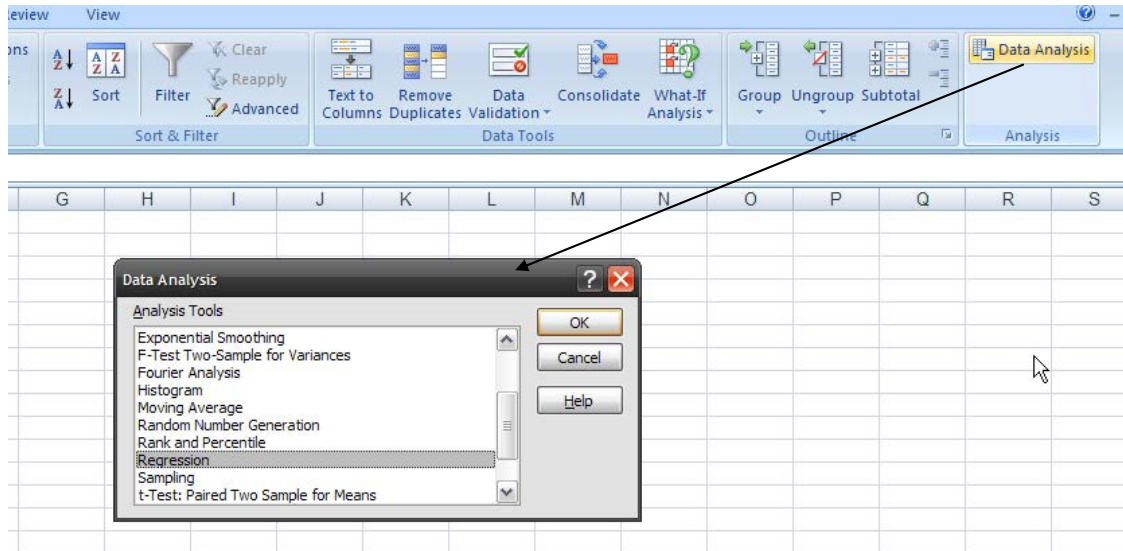 eview View
ons A Z Z A Clear
Z A A Z Sort Filter Reapply
Advanced
Text to Columns Remove Duplicates Data Validation Consolidate What-If Analysis Group Ungroup Subtotal
Data Analysis
Sort & Filter Data Tools Outline Analysis
G H I J K L M N O P Q R S
Data Analysis ?
Analysis Tools
Exponential Smoothing
F-Test Two-Sample for Variances
Fourier Analysis
Histogram
Moving Average
Random Number Generation
Rank and Percentile
Regression
Sampling
t-Test: Paired Two Sample for Means
OK
Cancel
Help